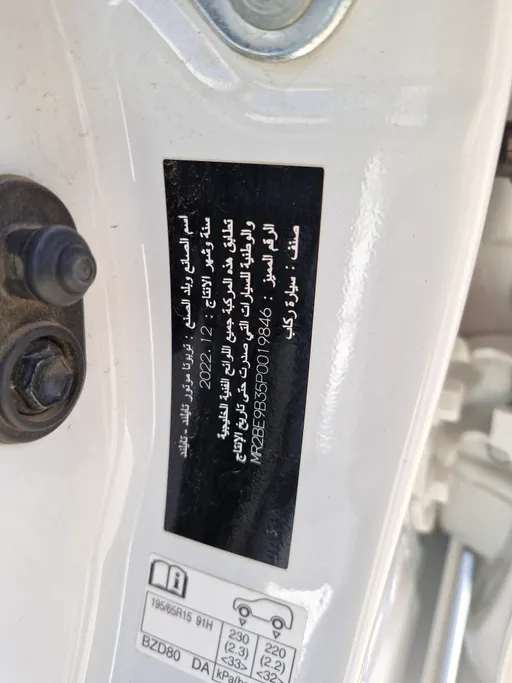 اسم الصانع وبلد الصنع : تويوتا موتور تايلند - تايلند
سنة وشهر الانتاج : 2022.12
تطابق هذه المركبة جميع اللوائح الفنية الخليجية
والوطنية للسيارات التي صدرت حتى تاريخ الإنتاج
الرقم المميز : MR2BE9B35P0019846
صنف : سيارة ركاب
i
195/65R15 91H
230
(2.3)
<33>
220
(2.2)
<32>
BZD80 DA